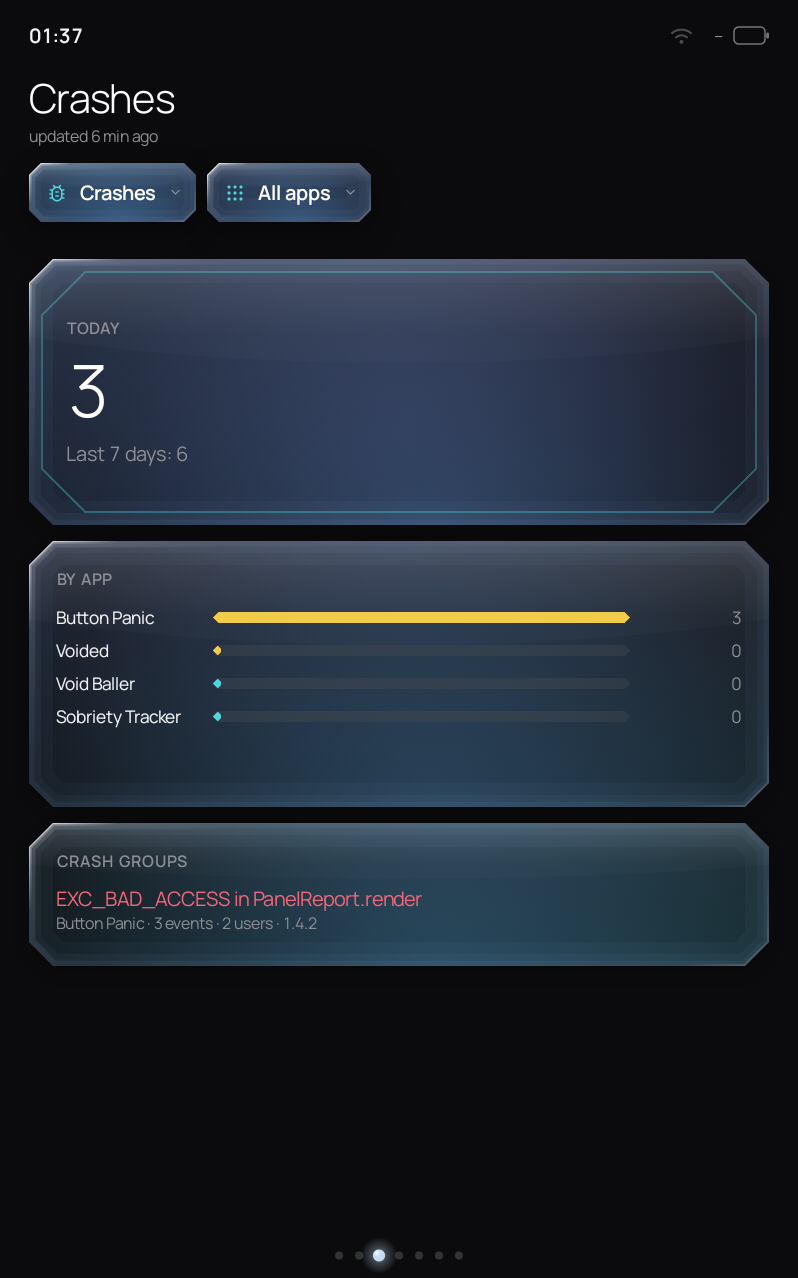 01:37
–
Crashes
updated 6 min ago
Crashes
All apps
TODAY
3
Last 7 days: 6
BY APP
Button Panic 3
Voided 0
Void Baller 0
Sobriety Tracker 0
CRASH GROUPS
EXC_BAD_ACCESS in PanelReport.render
Button Panic · 3 events · 2 users · 1.4.2